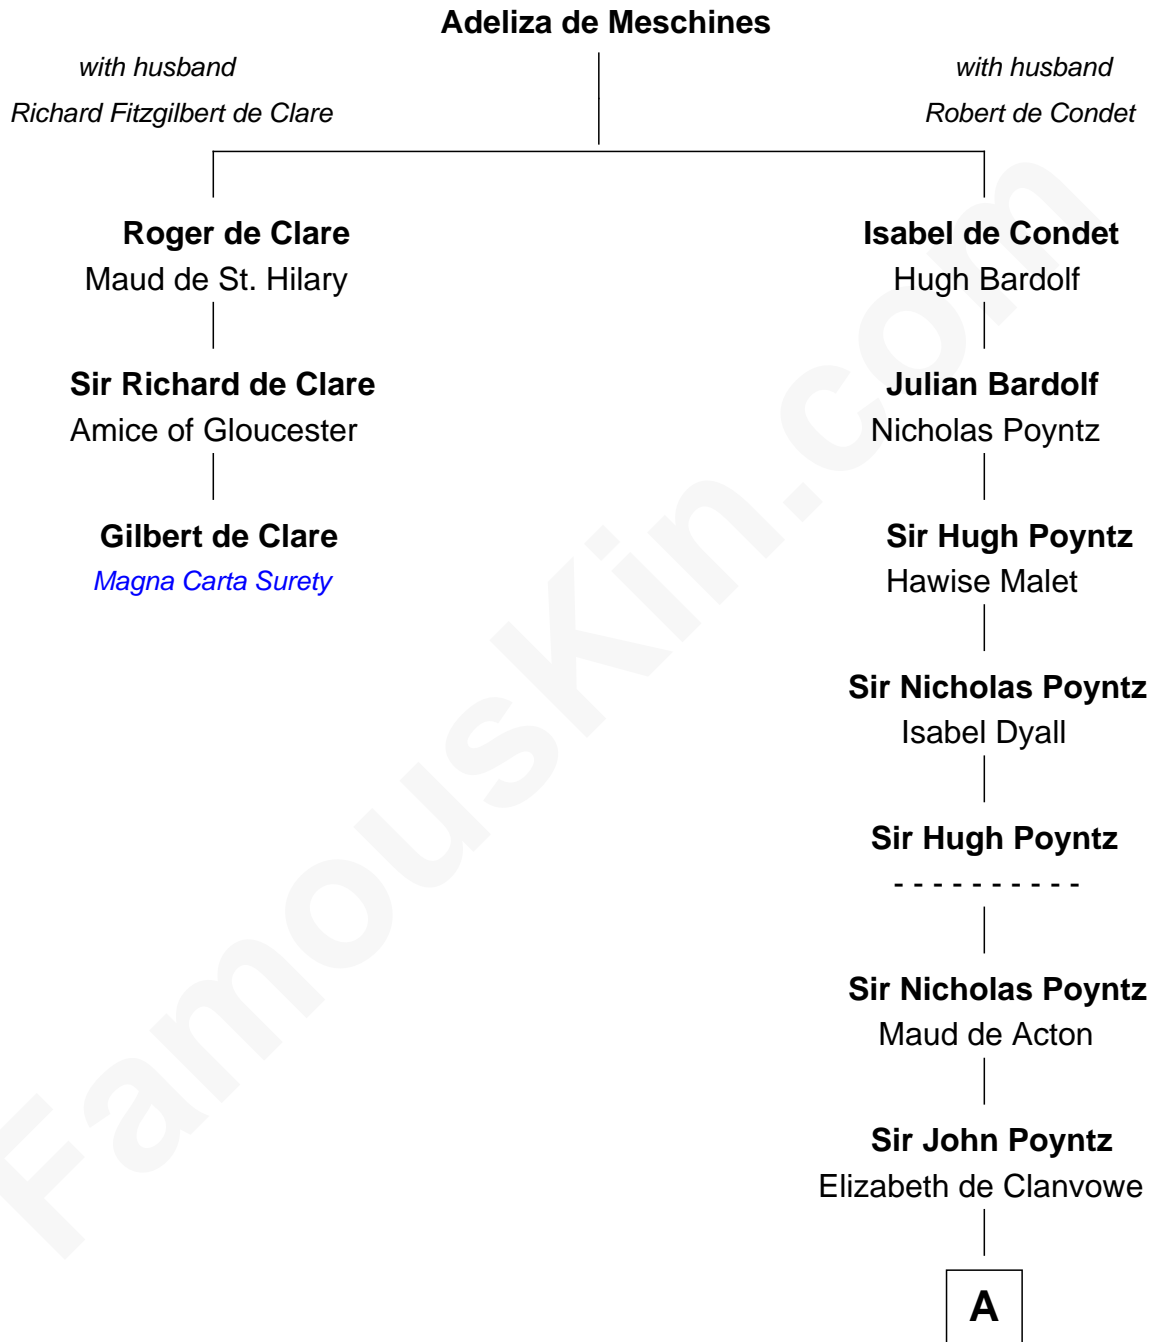 Adeliza de Meschines
with husband
Richard Fitzgilbert de Clare
with husband
Robert de Condet
Roger de Clare
Maud de St. Hilary
Sir Richard de Clare
Amice of Gloucester
Gilbert de Clare
Magna Carta Surety
Isabel de Condet
Hugh Bardolf
Julian Bardolf
Nicholas Poyntz
Sir Hugh Poyntz
Hawise Malet
Sir Nicholas Poyntz
Isabel Dyall
Sir Hugh Poyntz
- - - - - - - - - -
Sir Nicholas Poyntz
Maud de Acton
Sir John Poyntz
Elizabeth de Clanvowe
A
FamousKin.com